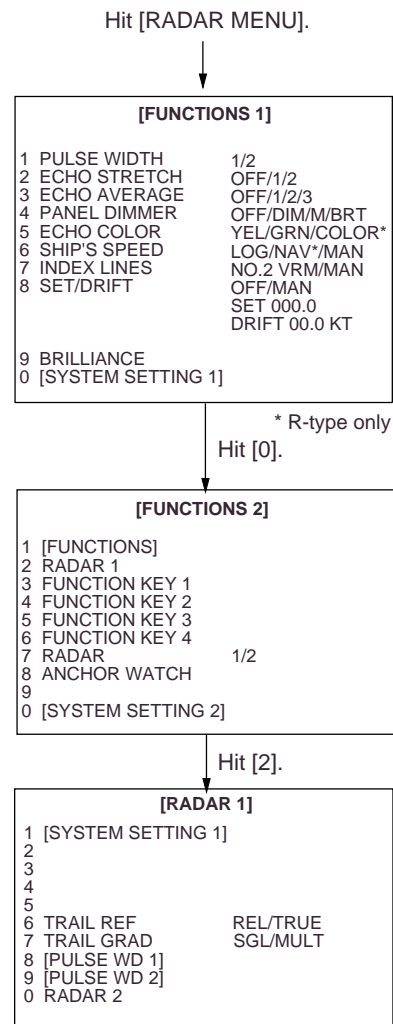 Hit [RADAR MENU].
[FUNCTIONS 1]
1 PULSE WIDTH 1/2
2 ECHO STRETCH OFF/1/2
3 ECHO AVERAGE OFF/1/2/3
4 PANEL DIMMER OFF/DIM/M/BRT
5 ECHO COLOR YEL/GRN/COLOR*
6 SHIP'S SPEED LOG/NAV*/MAN
7 INDEX LINES NO.2 VRM/MAN
8 SET/DRIFT OFF/MAN
SET 000.0
DRIFT 00.0 KT
9 BRILLIANCE
0 [SYSTEM SETTING 1]
* R-type only
Hit [0].
[FUNCTIONS 2]
1 [FUNCTIONS]
2 RADAR 1
3 FUNCTION KEY 1
4 FUNCTION KEY 2
5 FUNCTION KEY 3
6 FUNCTION KEY 4
7 RADAR 1/2
8 ANCHOR WATCH
9
0 [SYSTEM SETTING 2]
Hit [2].
[RADAR 1]
1 [SYSTEM SETTING 1]
2
3
4
5
6 TRAIL REF REL/TRUE
7 TRAIL GRAD SGL/MULT
8 [PULSE WD 1]
9 [PULSE WD 2]
0 RADAR 2